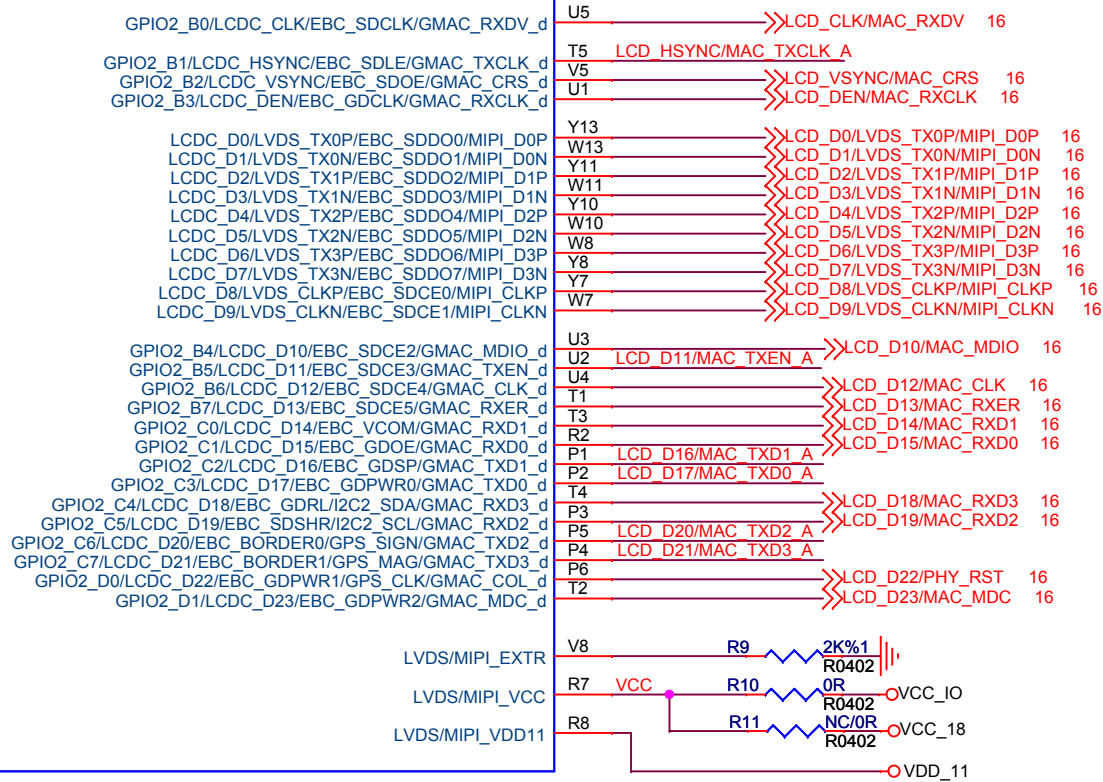 GPIO2_B0/LCDC_CLK/EBC_SDCLK/GMAC_RXDV_d U5 LCD_CLK/MAC_RXDV 16
GPIO2_B1/LCDC_HSYNC/EBC_SDLE/GMAC_TXCLK_d T5 LCD_HSYNC/MAC_TXCLK_A
GPIO2_B2/LCDC_VSYNC/EBC_SDOE/GMAC_CRS_d V5 LCD_VSYNC/MAC_CRS 16
GPIO2_B3/LCDC_DEN/EBC_GDCLK/GMAC_RXCLK_d U1 LCD_DEN/MAC_RXCLK 16
LCDC_D0/LVDS_TX0P/EBC_SDDO0/MIPI_D0P Y13 LCD_D0/LVDS_TX0P/MIPI_D0P 16
LCDC_D1/LVDS_TX0N/EBC_SDDO1/MIPI_D0N W13 LCD_D1/LVDS_TX0N/MIPI_D0N 16
LCDC_D2/LVDS_TX1P/EBC_SDDO2/MIPI_D1P Y11 LCD_D2/LVDS_TX1P/MIPI_D1P 16
LCDC_D3/LVDS_TX1N/EBC_SDDO3/MIPI_D1N W11 LCD_D3/LVDS_TX1N/MIPI_D1N 16
LCDC_D4/LVDS_TX2P/EBC_SDDO4/MIPI_D2P Y10 LCD_D4/LVDS_TX2P/MIPI_D2P 16
LCDC_D5/LVDS_TX2N/EBC_SDDO5/MIPI_D2N W10 LCD_D5/LVDS_TX2N/MIPI_D2N 16
LCDC_D6/LVDS_TX3P/EBC_SDDO6/MIPI_D3P W8 LCD_D6/LVDS_TX3P/MIPI_D3P 16
LCDC_D7/LVDS_TX3N/EBC_SDDO7/MIPI_D3N Y8 LCD_D7/LVDS_TX3N/MIPI_D3N 16
LCDC_D8/LVDS_CLKP/EBC_SDCE0/MIPI_CLKP Y7 LCD_D8/LVDS_CLKP/MIPI_CLKP 16
LCDC_D9/LVDS_CLKN/EBC_SDCE1/MIPI_CLKN W7 LCD_D9/LVDS_CLKN/MIPI_CLKN 16
GPIO2_B4/LCDC_D10/EBC_SDCE2/GMAC_MDIO_d U3 LCD_D10/MAC_MDIO 16
GPIO2_B5/LCDC_D11/EBC_SDCE3/GMAC_TXEN_d U2 LCD_D11/MAC_TXEN_A
GPIO2_B6/LCDC_D12/EBC_SDCE4/GMAC_CLK_d U4 LCD_D12/MAC_CLK 16
GPIO2_B7/LCDC_D13/EBC_SDCE5/GMAC_RXER_d T1 LCD_D13/MAC_RXER 16
GPIO2_C0/LCDC_D14/EBC_VCOM/GMAC_RXD1_d T3 LCD_D14/MAC_RXD1 16
GPIO2_C1/LCDC_D15/EBC_GDOE/GMAC_RXD0_d R2 LCD_D15/MAC_RXD0 16
GPIO2_C2/LCDC_D16/EBC_GDSP/GMAC_TXD1_d P1 LCD_D16/MAC_TXD1_A
GPIO2_C3/LCDC_D17/EBC_GDPWR0/GMAC_TXD0_d P2 LCD_D17/MAC_TXD0_A
GPIO2_C4/LCDC_D18/EBC_GDRL/I2C2_SDA/GMAC_RXD3_d T4 LCD_D18/MAC_RXD3 16
GPIO2_C5/LCDC_D19/EBC_SDSHR/I2C2_SCL/GMAC_RXD2_d P3 LCD_D19/MAC_RXD2 16
GPIO2_C6/LCDC_D20/EBC_BORDER0/GPS_SIGN/GMAC_TXD2_d P5 LCD_D20/MAC_TXD2_A
GPIO2_C7/LCDC_D21/EBC_BORDER1/GPS_MAG/GMAC_TXD3_d P4 LCD_D21/MAC_TXD3_A
GPIO2_D0/LCDC_D22/EBC_GDPWR1/GPS_CLK/GMAC_COL_d P6 LCD_D22/PHY_RST 16
GPIO2_D1/LCDC_D23/EBC_GDPWR2/GMAC_MDC_d T2 LCD_D23/MAC_MDC 16
LVDS/MIPI_EXTR V8 R9 2K%1
R0402
LVDS/MIPI_VCC R7 VCC R10 0R VCC_IO
R0402
LVDS/MIPI_VDD11 R8 R11 NC/0R VCC_18
R0402
VDD_11